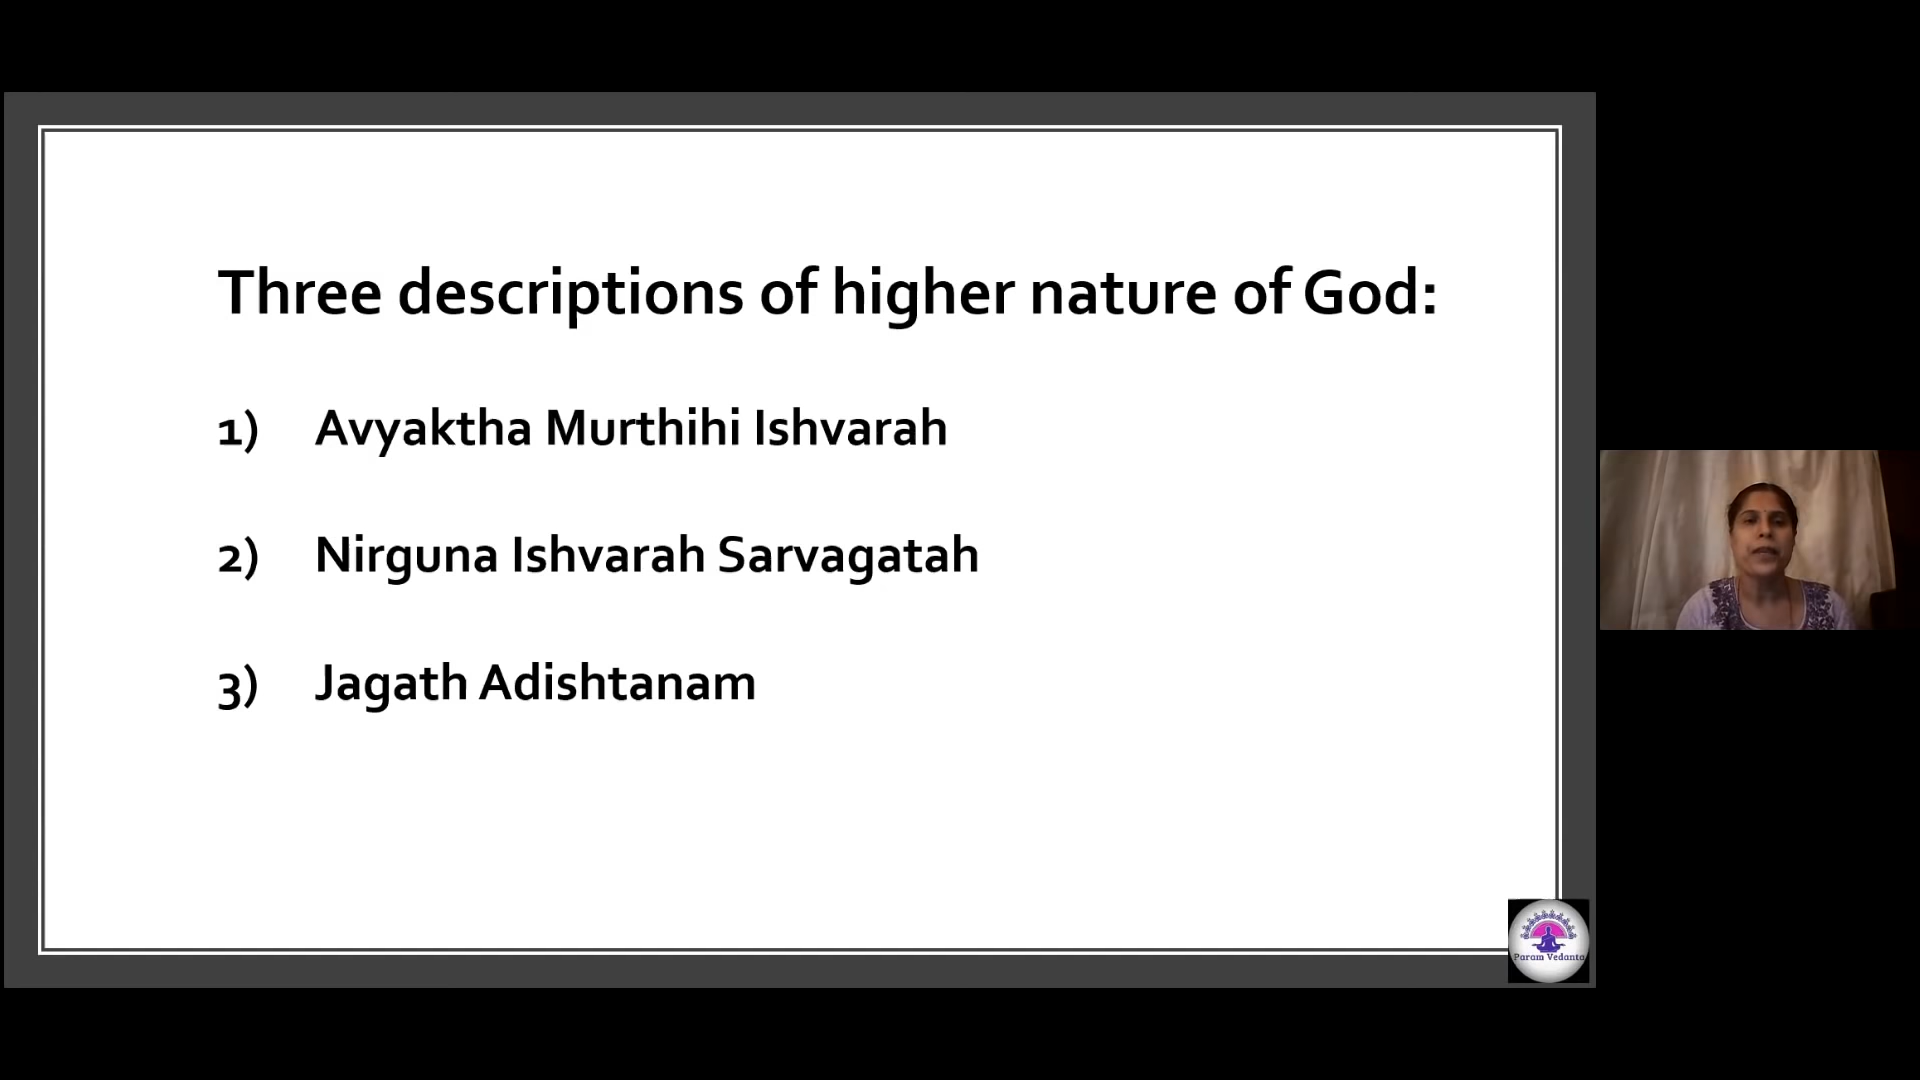 Three descriptions of higher nature of God:
1) Avyaktha Murthihi Ishvarah
2) Nirguna Ishvarah Sarvagatah
3) Jagath Adishtanam
Param Vedanta